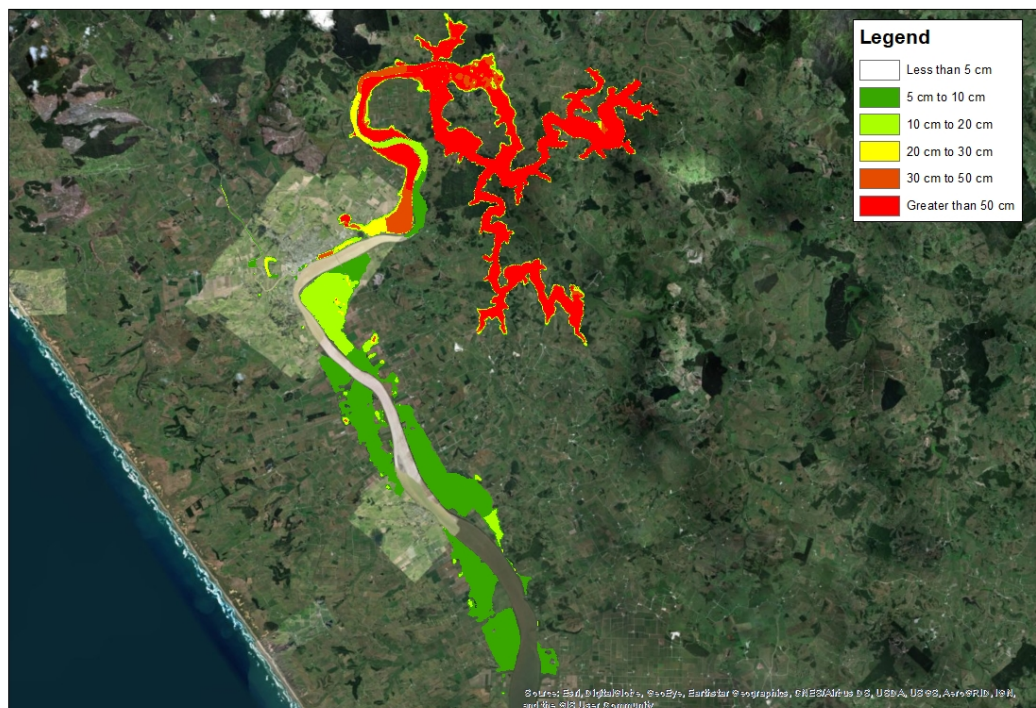 Legend
Less than 5 cm
5 cm to 10 cm
10 cm to 20 cm
20 cm to 30 cm
30 cm to 50 cm
Greater than 50 cm
Source: Esri, DigitalGlobe, GeoEye, Earthstar Geographics, CNES/Airbus DS, USDA, USGS, AeroGRID, IGN,
and the GIS User Community